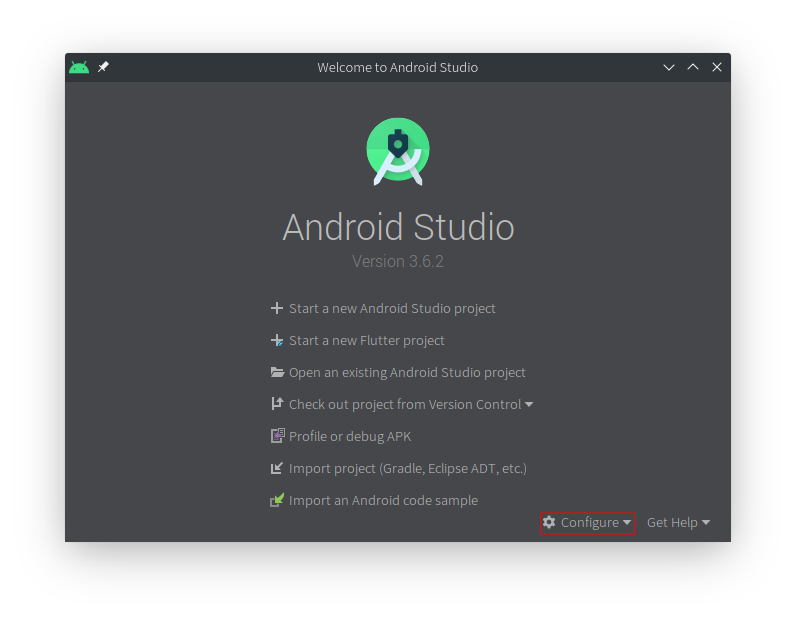 Welcome to Android Studio
Android Studio
Version 3.6.2
Start a new Android Studio project
Start a new Flutter project
Open an existing Android Studio project
Check out project from Version Control
Profile or debug APK
Import project (Gradle, Eclipse ADT, etc.)
Import an Android code sample
Configure Get Help